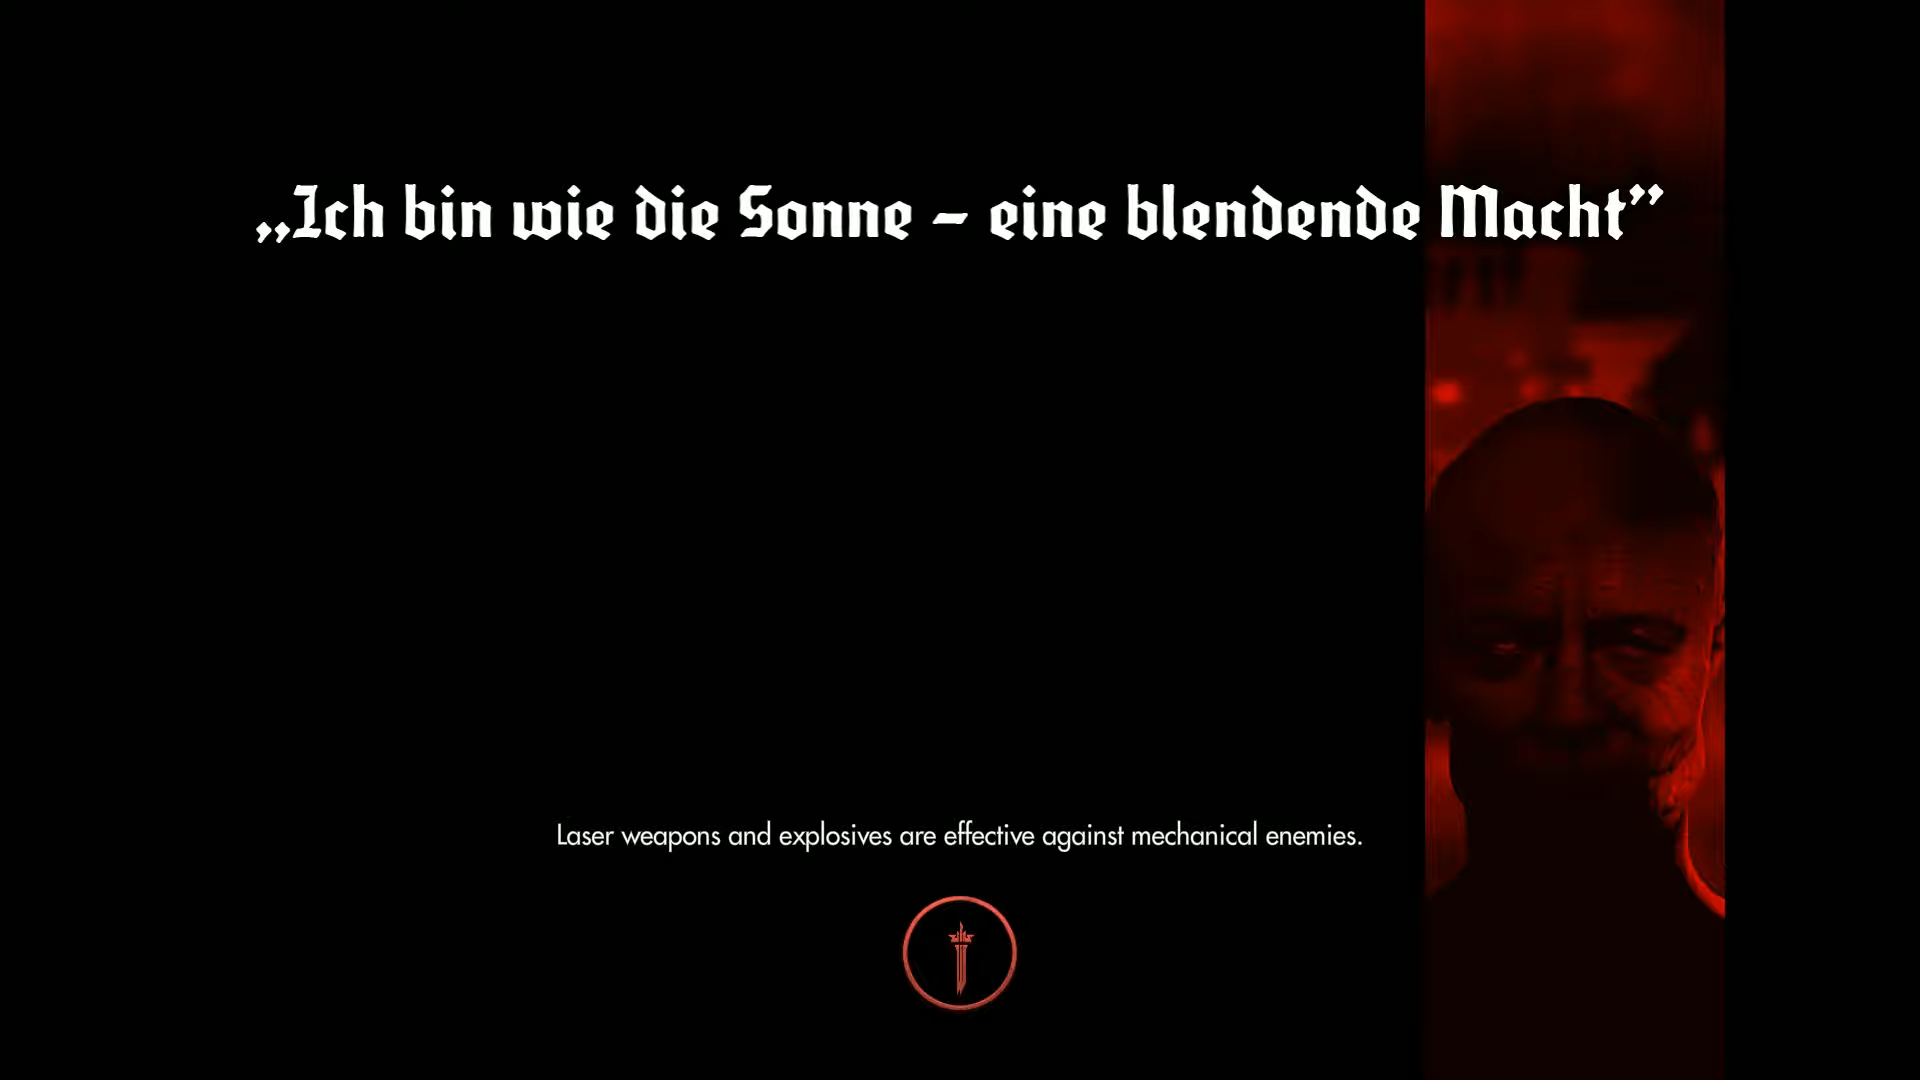 „Ich bin wie die Sonne – eine blendende Macht”
Laser weapons and explosives are effective against mechanical enemies.